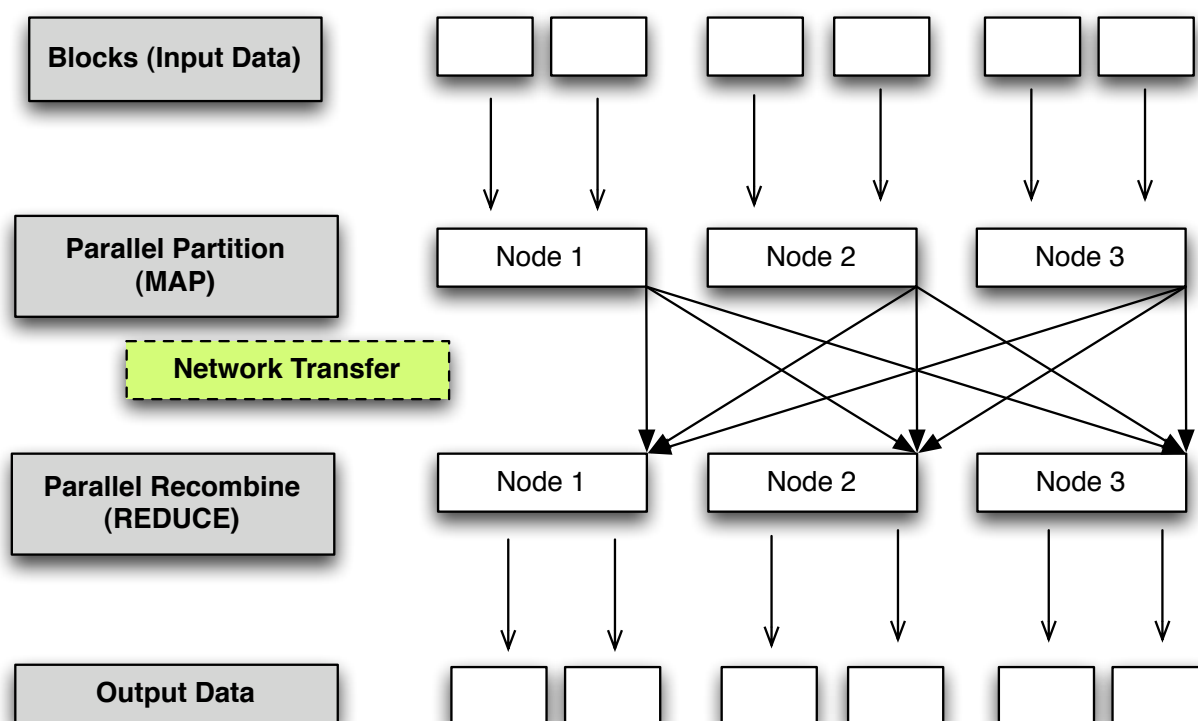 Blocks (Input Data)
Parallel Partition
(MAP)
Node 1
Node 2
Node 3
Network Transfer
Parallel Recombine
(REDUCE)
Node 1
Node 2
Node 3
Output Data